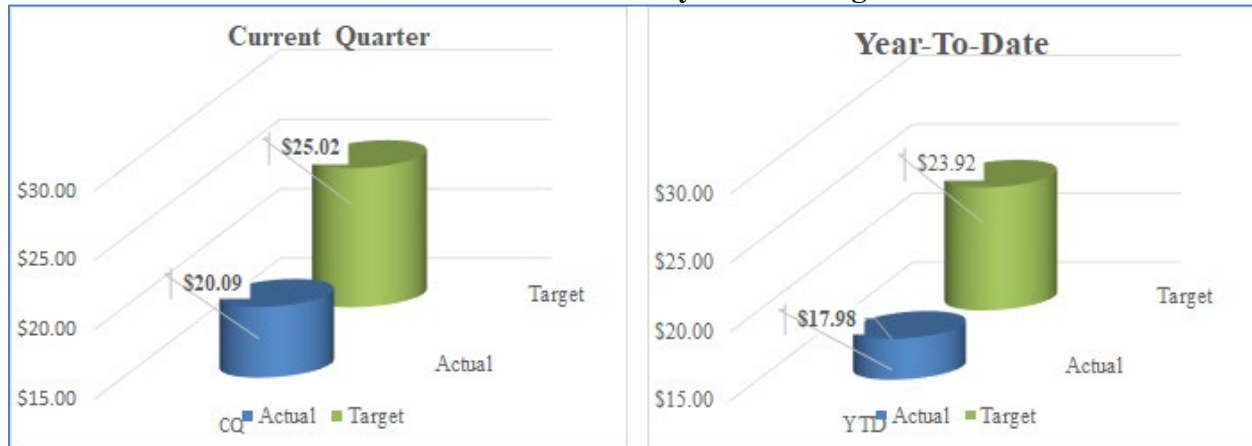 Current Quarter
$30.00
$25.00
$20.00
$15.00
$25.02
$20.09
Target
Actual
CQ
Actual Target
Year-To-Date
$30.00
$25.00
$20.00
$15.00
$23.92
$17.98
Target
Actual
YTD
Actual Target